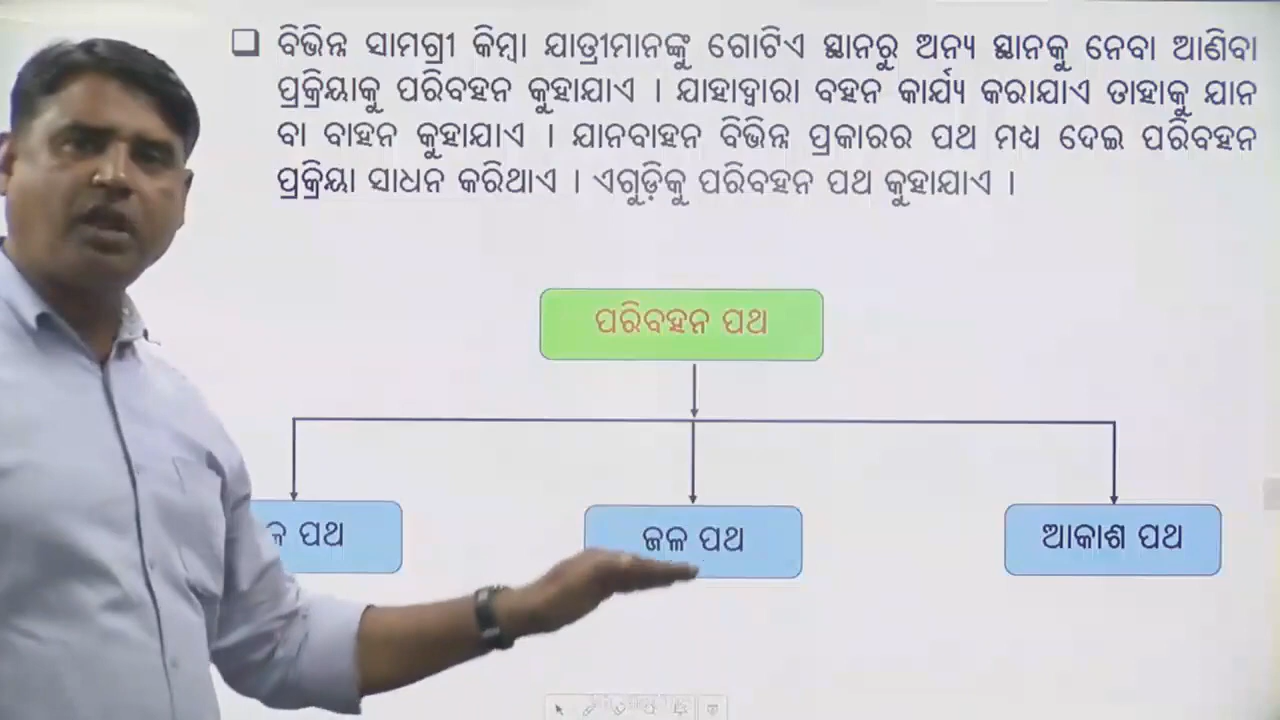 ବିଭିନ୍ନ ସାମଗ୍ରୀ କିମ୍ବା ଯାତ୍ରୀମାନଙ୍କୁ ଗୋଟିଏ ସ୍ଥାନରୁ ଅନ୍ୟ ସ୍ଥାନକୁ ନେବା ଆଣିବା
ପ୍ରକ୍ରିୟାକୁ ପରିବହନ କୁହାଯାଏ । ଯାହାଦ୍ୱାରା ବହନ କାର୍ଯ୍ୟ କରାଯାଏ ତାହାକୁ ଯାନ
ବା ବାହନ କୁହାଯାଏ । ଯାନବାହନ ବିଭିନ୍ନ ପ୍ରକାରର ପଥ ମଧ୍ୟ ଦେଇ ପରିବହନ
ପ୍ରକ୍ରିୟା ସାଧନ କରିଥାଏ । ଏଗୁଡ଼ିକୁ ପରିବହନ ପଥ କୁହାଯାଏ ।
ପରିବହନ ପଥ
ପଥ
ଜଳ ପଥ
ଆକାଶ ପଥ